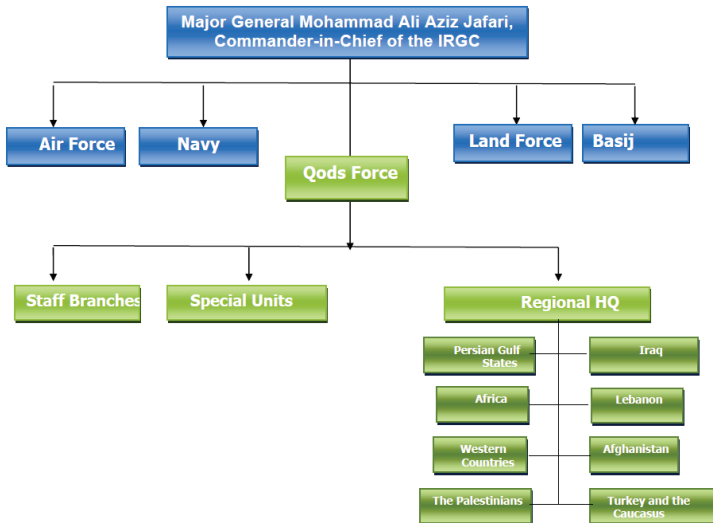 Major General Mohammad Ali Aziz Jafari,
Commander-in-Chief of the IRGC
Air Force
Navy
Land Force
Basij
Qods Force
Staff Branches
Special Units
Regional HQ
Persian Gulf
States
Iraq
Africa
Lebanon
Western
Countries
Afghanistan
The Palestinians
Turkey and the
Caucasus